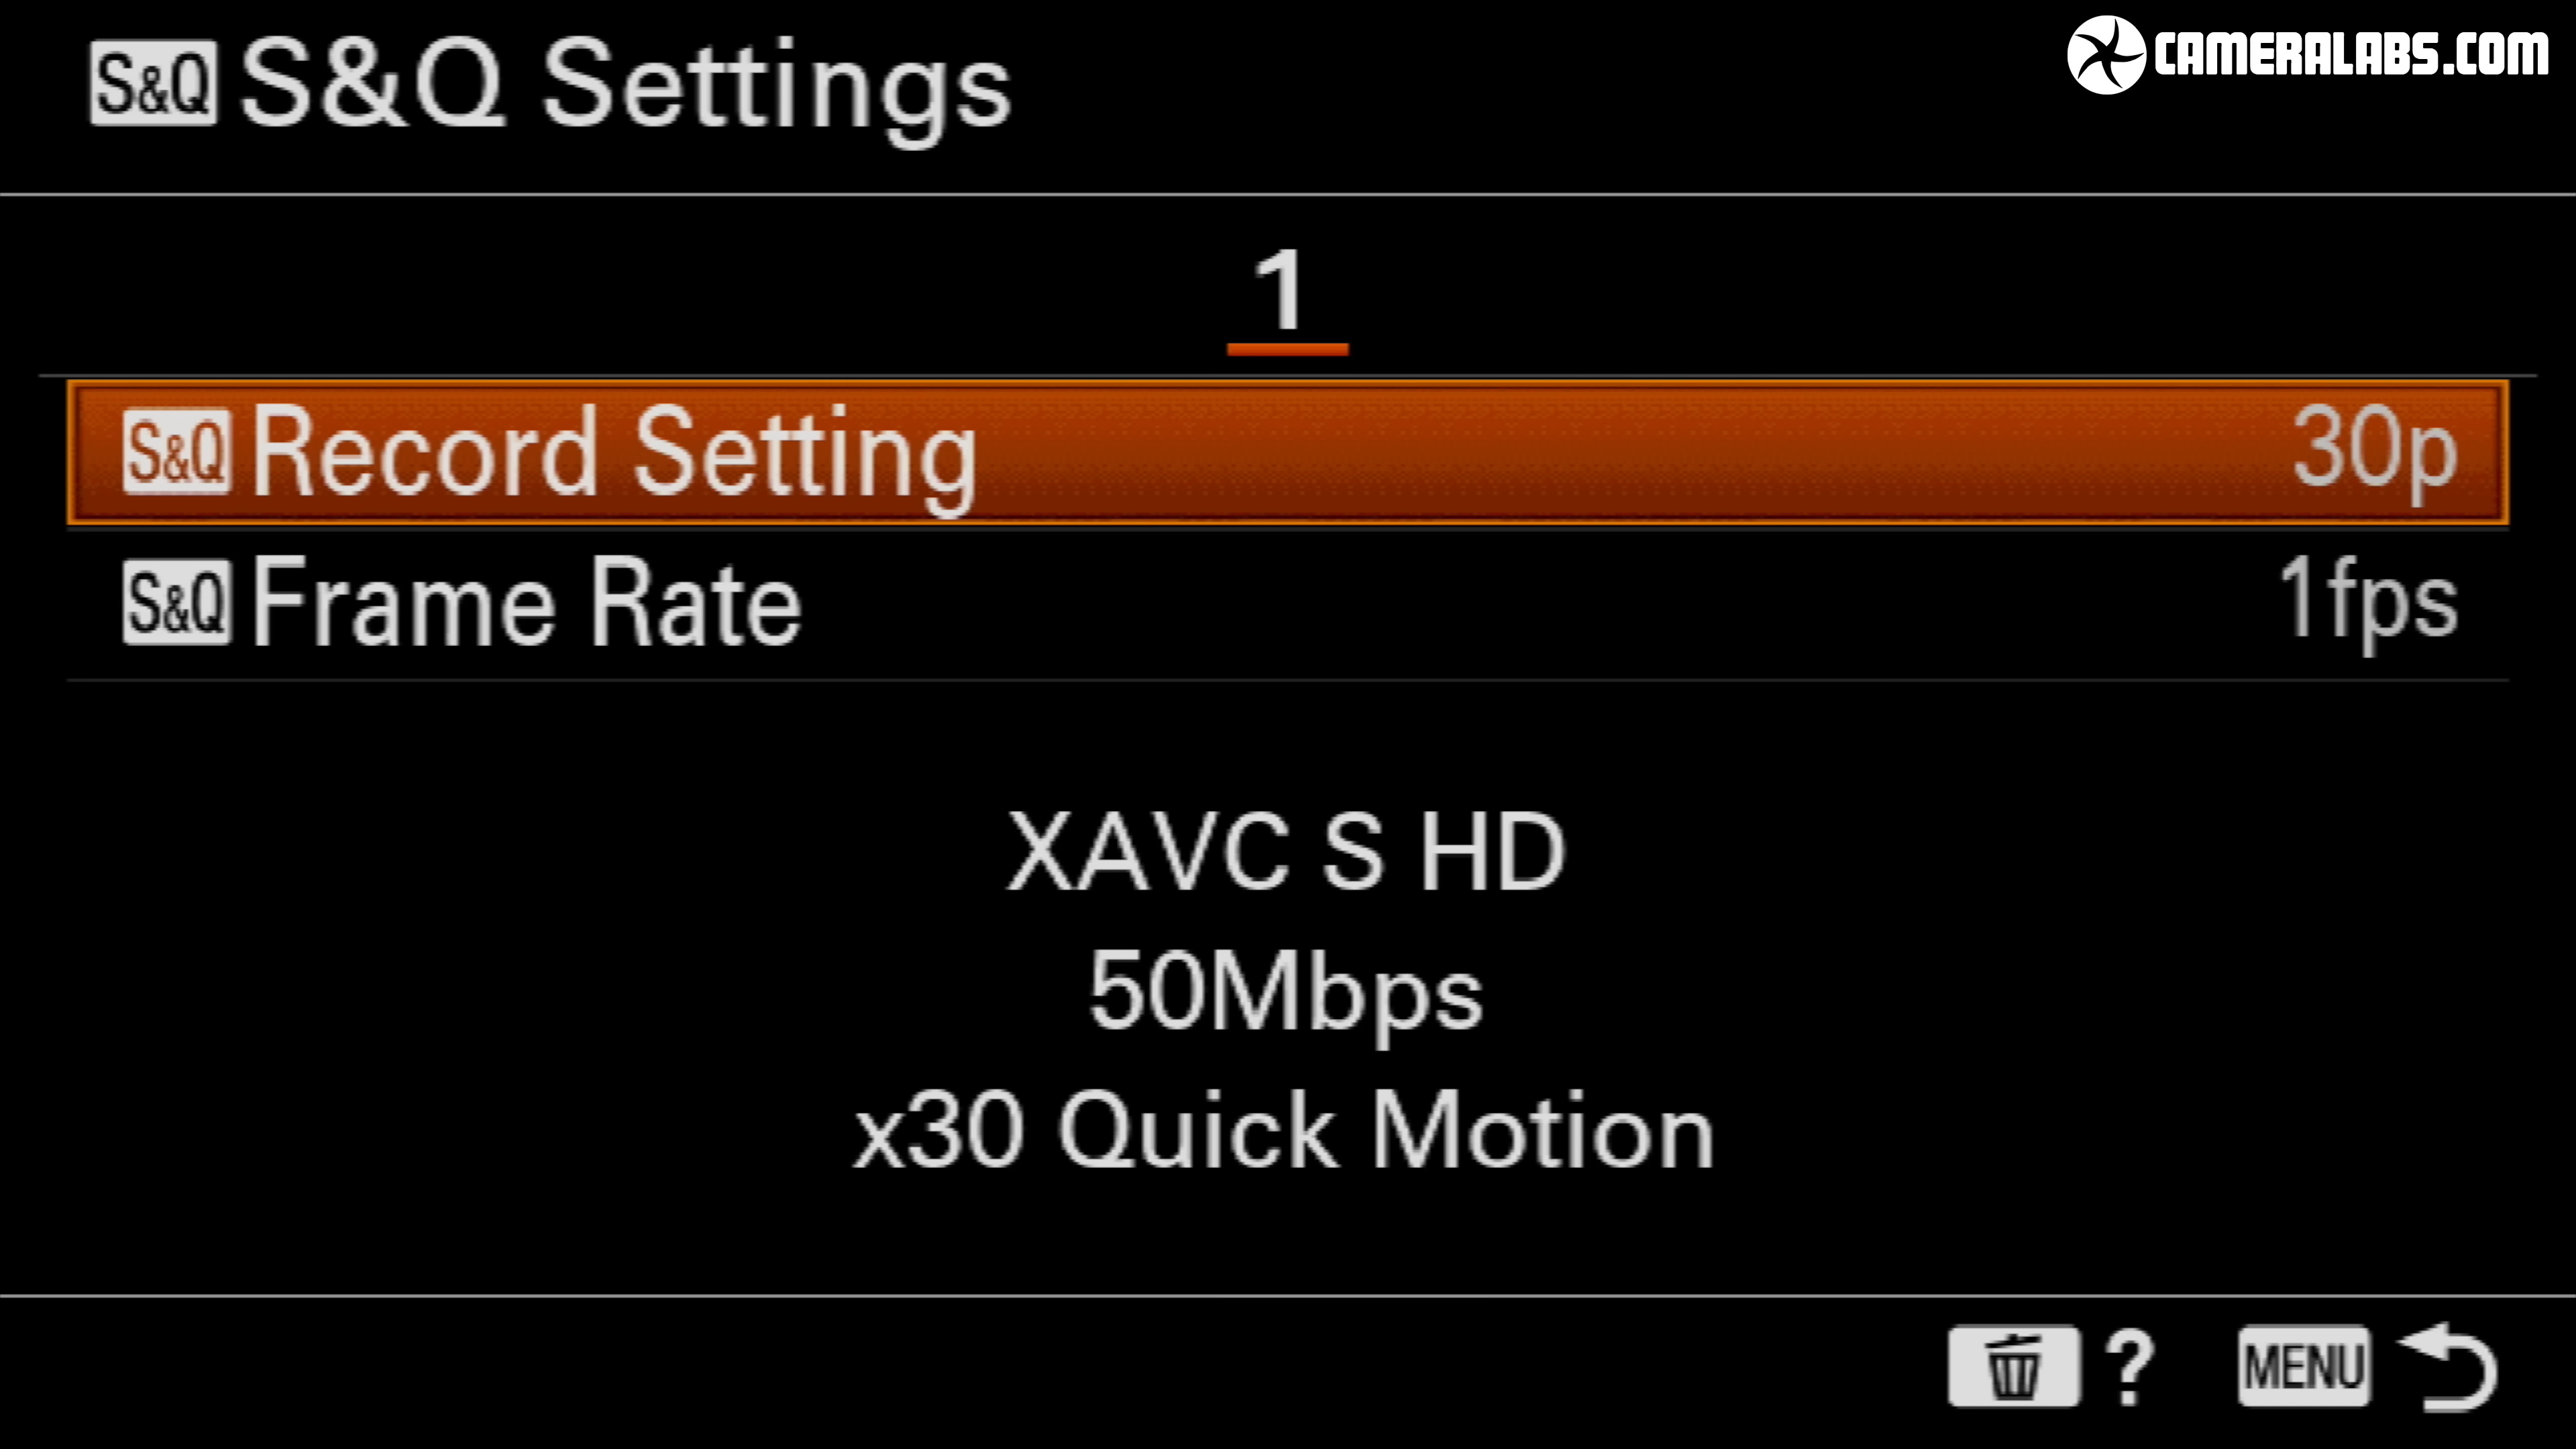 S&Q S&Q Settings
CAMERALABS.COM
1
S&Q Record Setting 30p
S&Q Frame Rate 1fps
XAVC S HD
50Mbps
x30 Quick Motion
? MENU